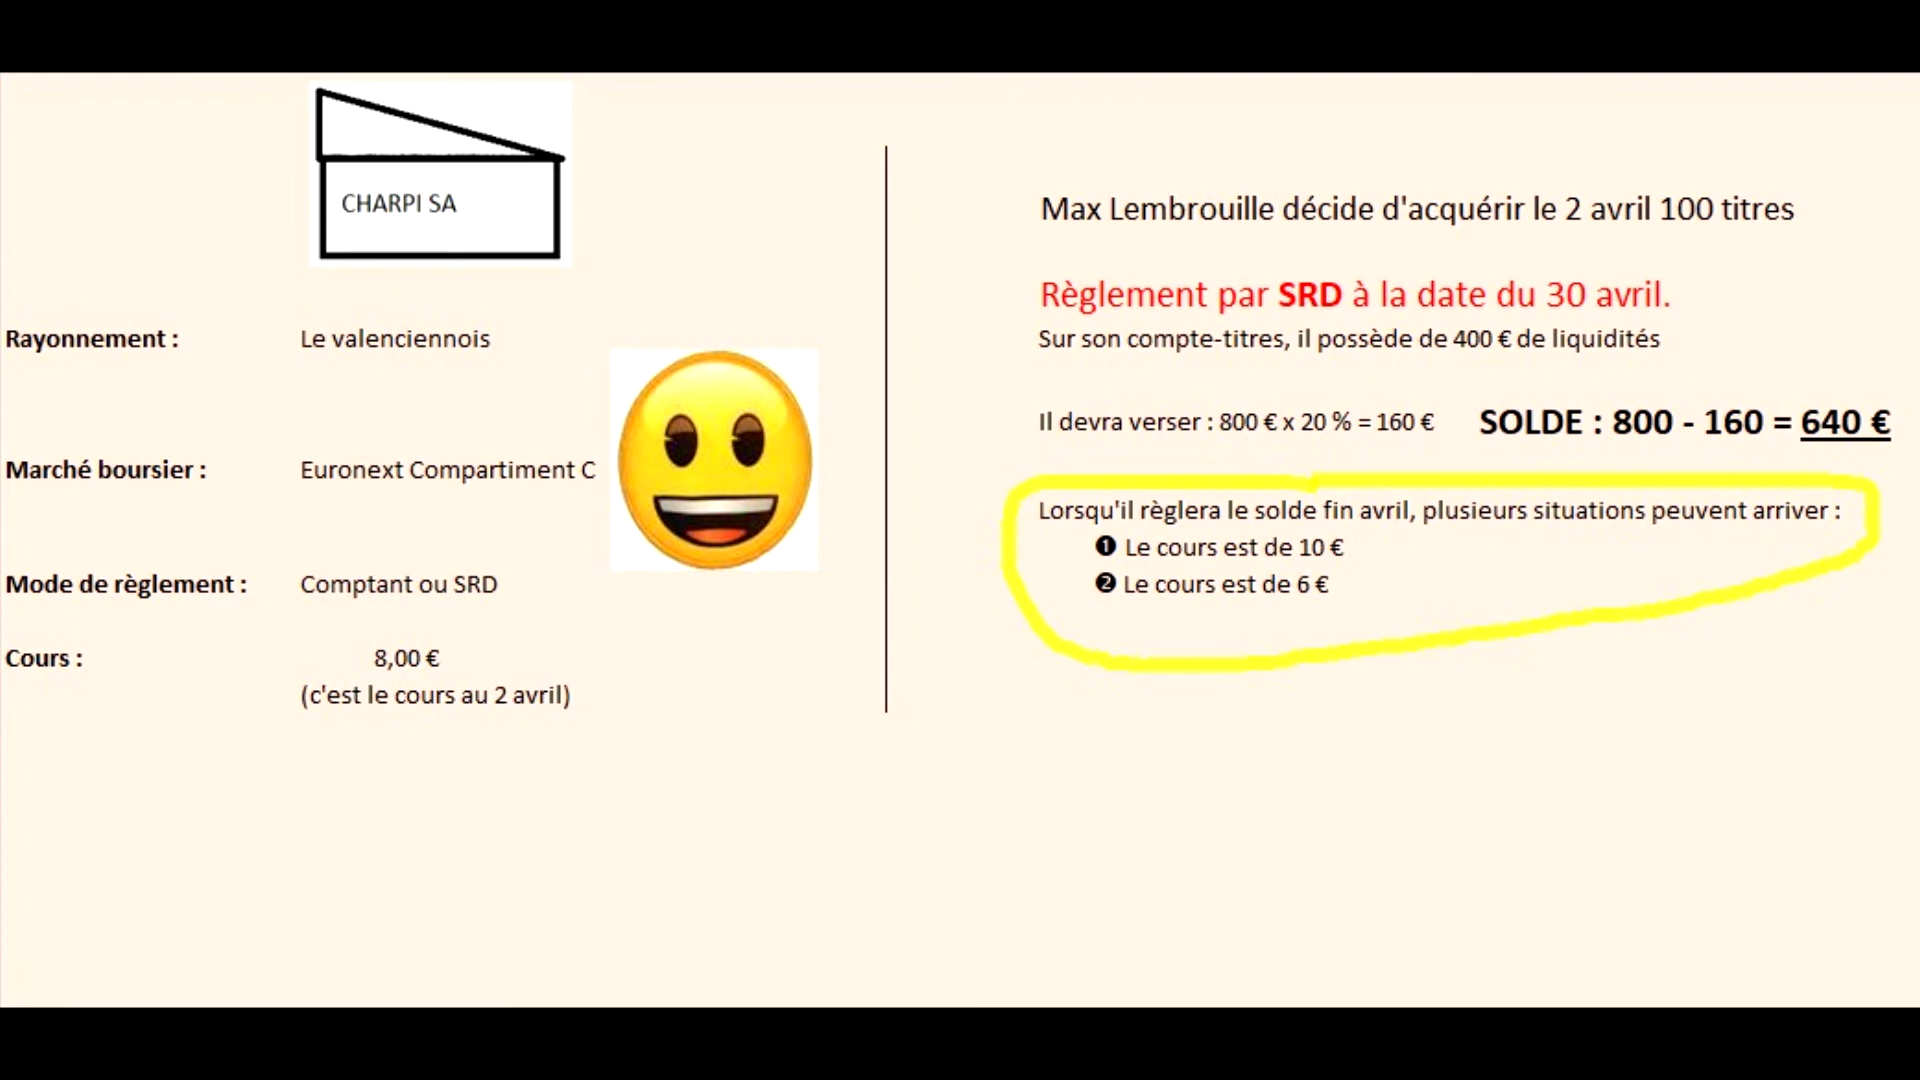 CHARPI SA
Rayonnement : Le valenciennois
Marché boursier : Euronext Compartiment C
Mode de règlement : Comptant ou SRD
Cours : 8,00 €
(c'est le cours au 2 avril)
Max Lembrouille décide d'acquérir le 2 avril 100 titres
Règlement par SRD à la date du 30 avril.
Sur son compte-titres, il possède de 400 € de liquidités
Il devra verser : 800 € x 20 % = 160 € SOLDE : 800 - 160 = 640 €
Lorsqu'il règlera le solde fin avril, plusieurs situations peuvent arriver :
❶ Le cours est de 10 €
❷ Le cours est de 6 €